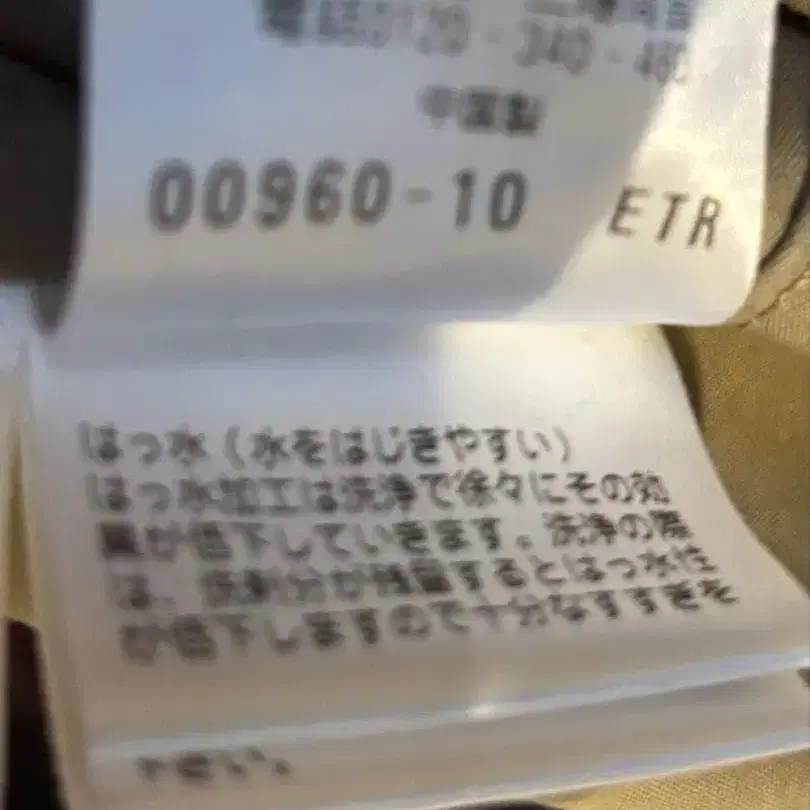 0120-340-
中国製
00960-10 ETR
はっ水（水をはじきやすい）
はっ水加工は洗浄で徐々にその効
果が低下していきます。洗浄の際
は、洗剤分が残留するとはっ水性
が低下しますので十分なすすぎを
下さい。